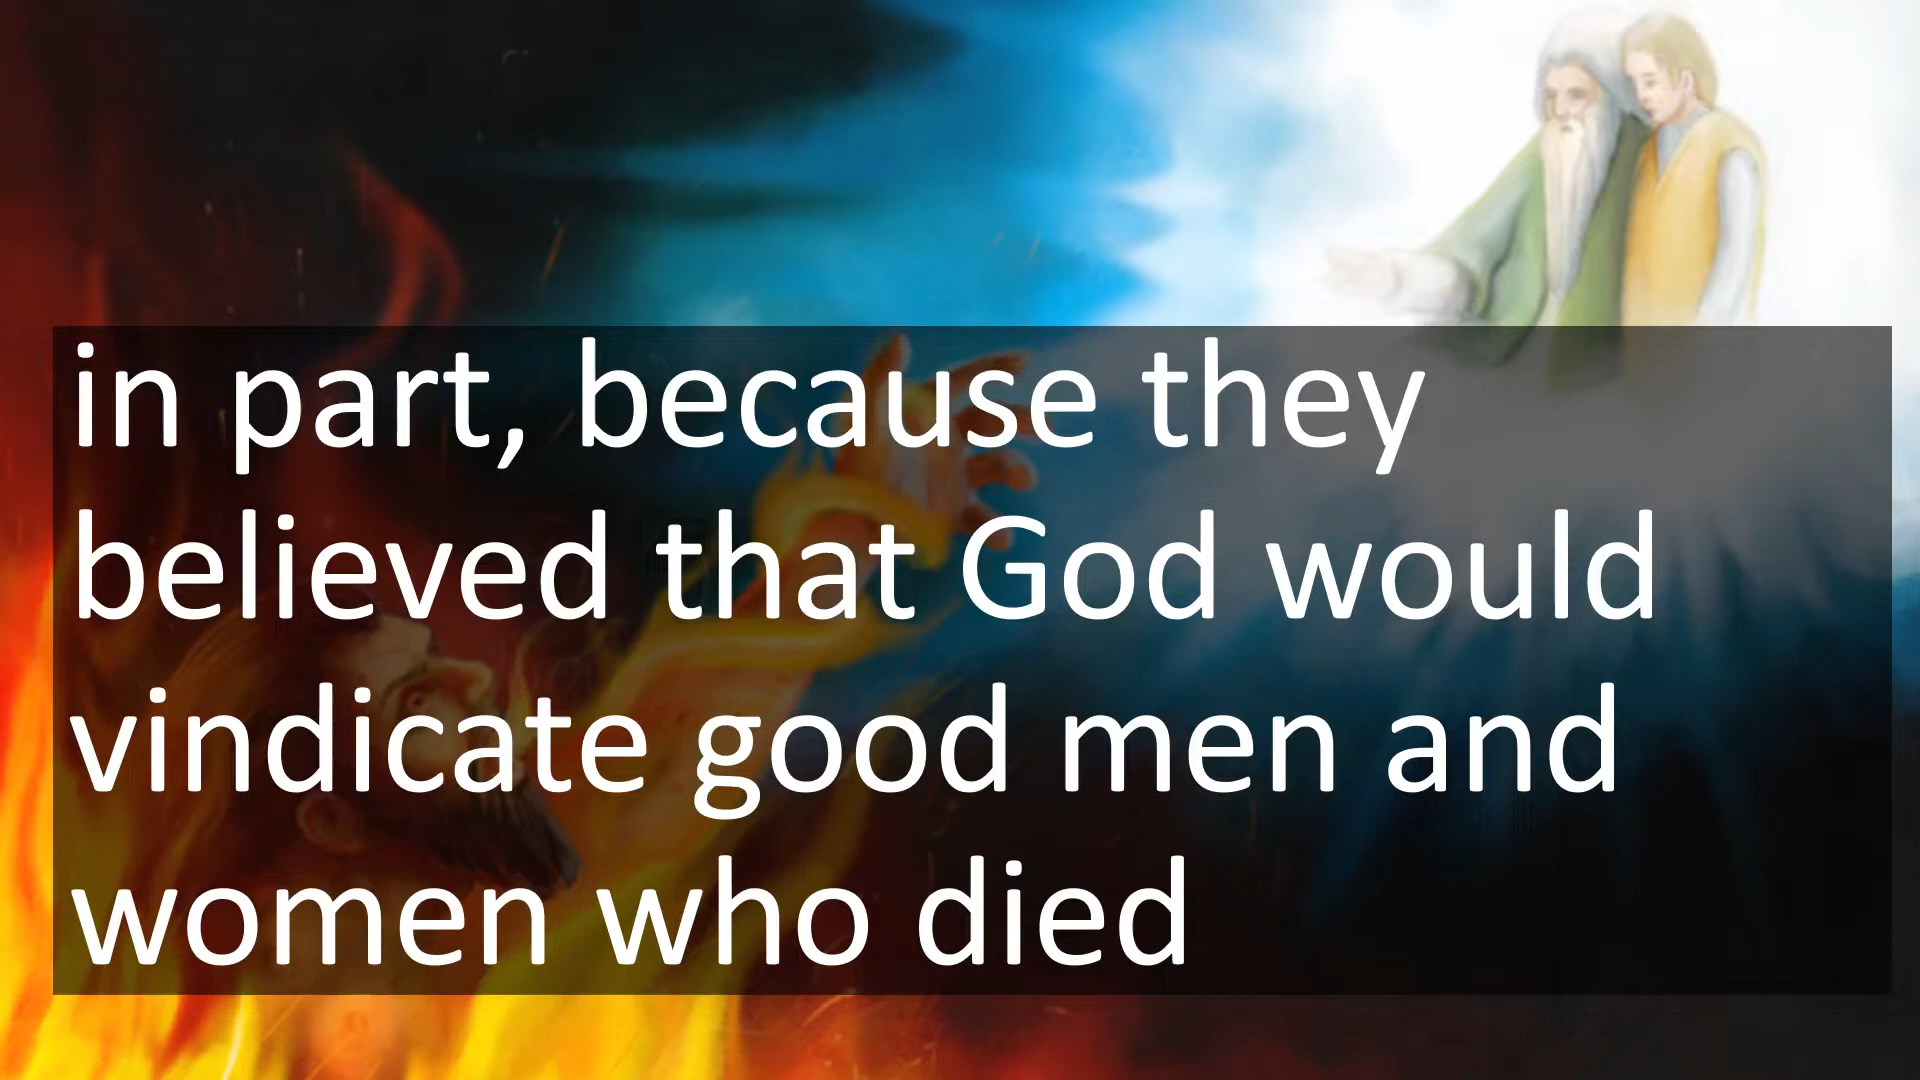 in part, because they
believed that God would
vindicate good men and
women who died